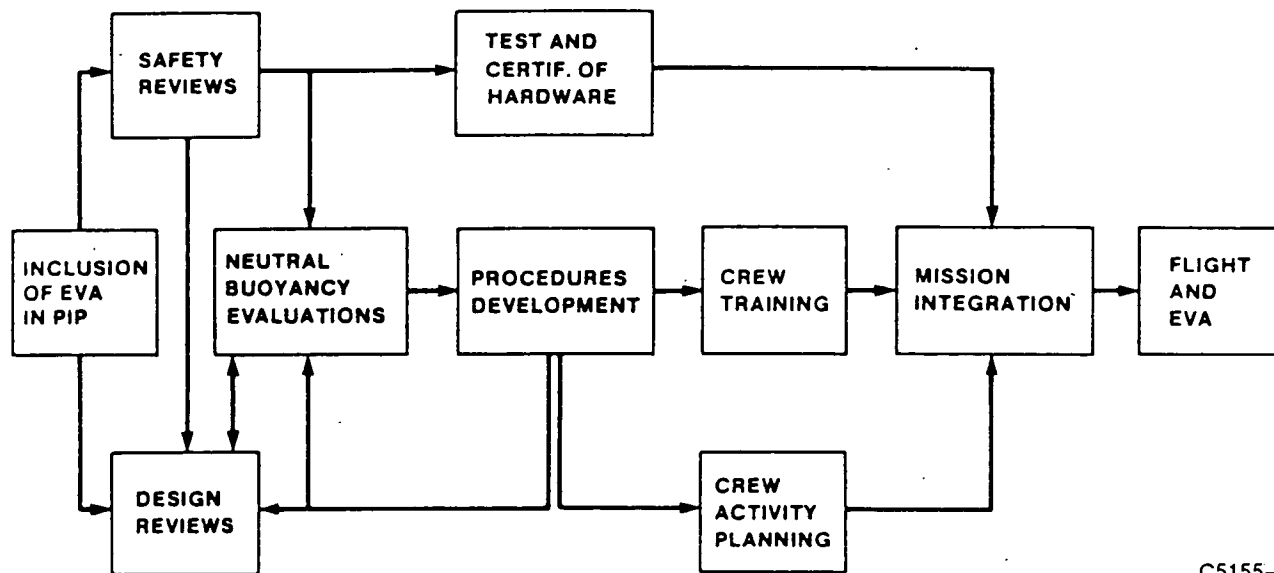 SAFETY
REVIEWS
TEST AND
CERTIF. OF
HARDWARE
INCLUSION
OF EVA
IN PIP
NEUTRAL
BUOYANCY
EVALUATIONS
PROCEDURES
DEVELOPMENT
CREW
TRAINING
MISSION
INTEGRATION
FLIGHT
AND
EVA
DESIGN
REVIEWS
CREW
ACTIVITY
PLANNING
C5155-